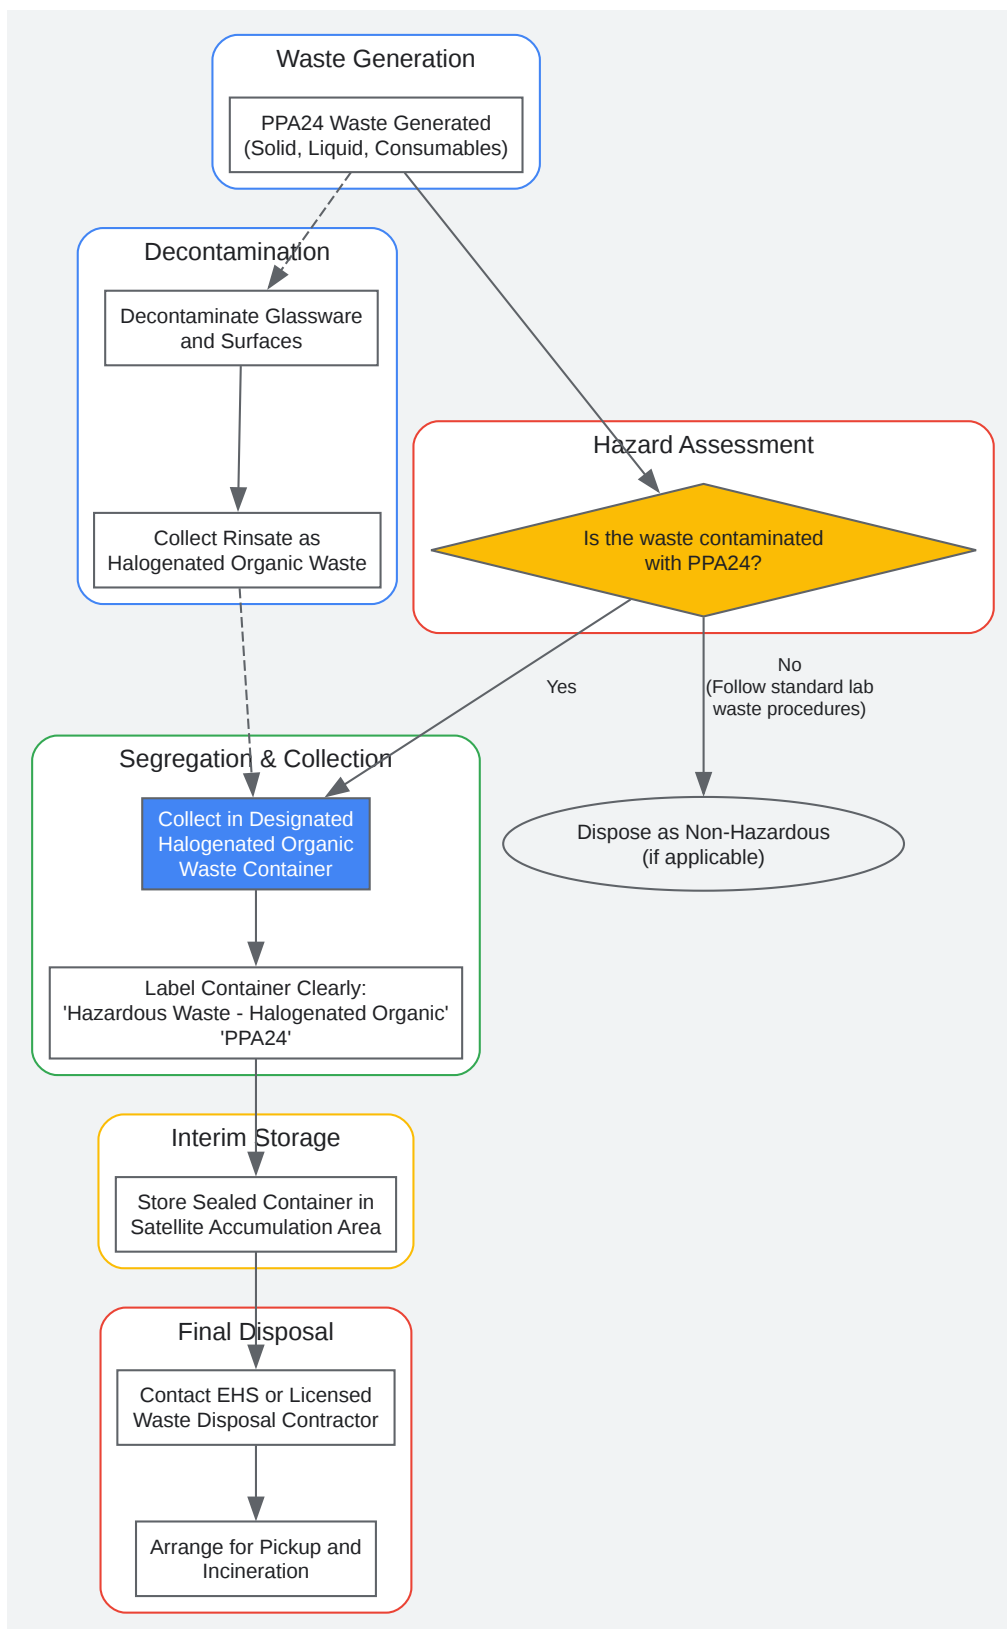 Waste Generation
PPA24 Waste Generated
(Solid, Liquid, Consumables)
Decontamination
Decontaminate Glassware
and Surfaces
Collect Rinsate as
Halogenated Organic Waste
Hazard Assessment
Is the waste contaminated
with PPA24?
Yes
No
(Follow standard lab
waste procedures)
Segregation & Collection
Collect in Designated
Halogenated Organic
Waste Container
Dispose as Non-Hazardous
(if applicable)
Label Container Clearly:
'Hazardous Waste - Halogenated Organic'
'PPA24'
Interim Storage
Store Sealed Container in
Satellite Accumulation Area
Final Disposal
Contact EHS or Licensed
Waste Disposal Contractor
Arrange for Pickup and
Incineration